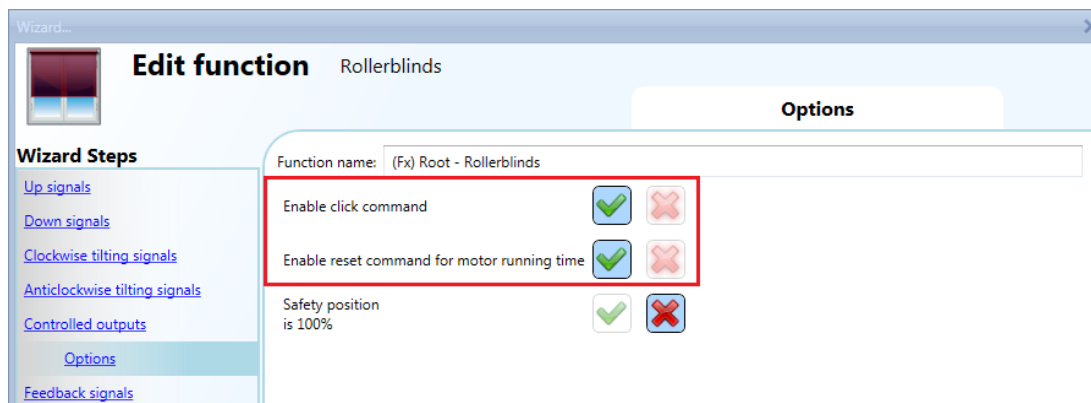 Wizard...
Edit function Rollerblinds
Options
Wizard Steps
Up signals
Down signals
Clockwise tilting signals
Anticlockwise tilting signals
Controlled outputs
Options
Feedback signals
Function name: (Fx) Root - Rollerblinds
Enable click command
Enable reset command for motor running time
Safety position
is 100%